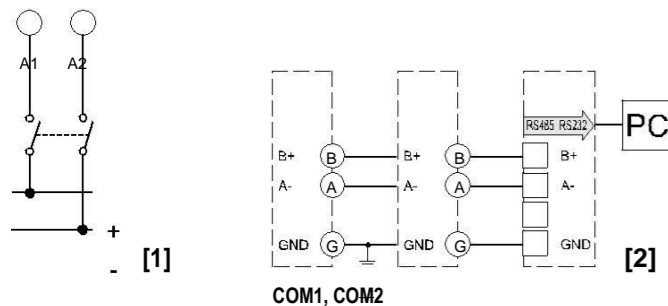 A1 A2
+
- [1]
RS485 RS232
PC
B+ B B+ B B+
A- A A- A A-
GND G GND G GND
[2]
COM1, COM2